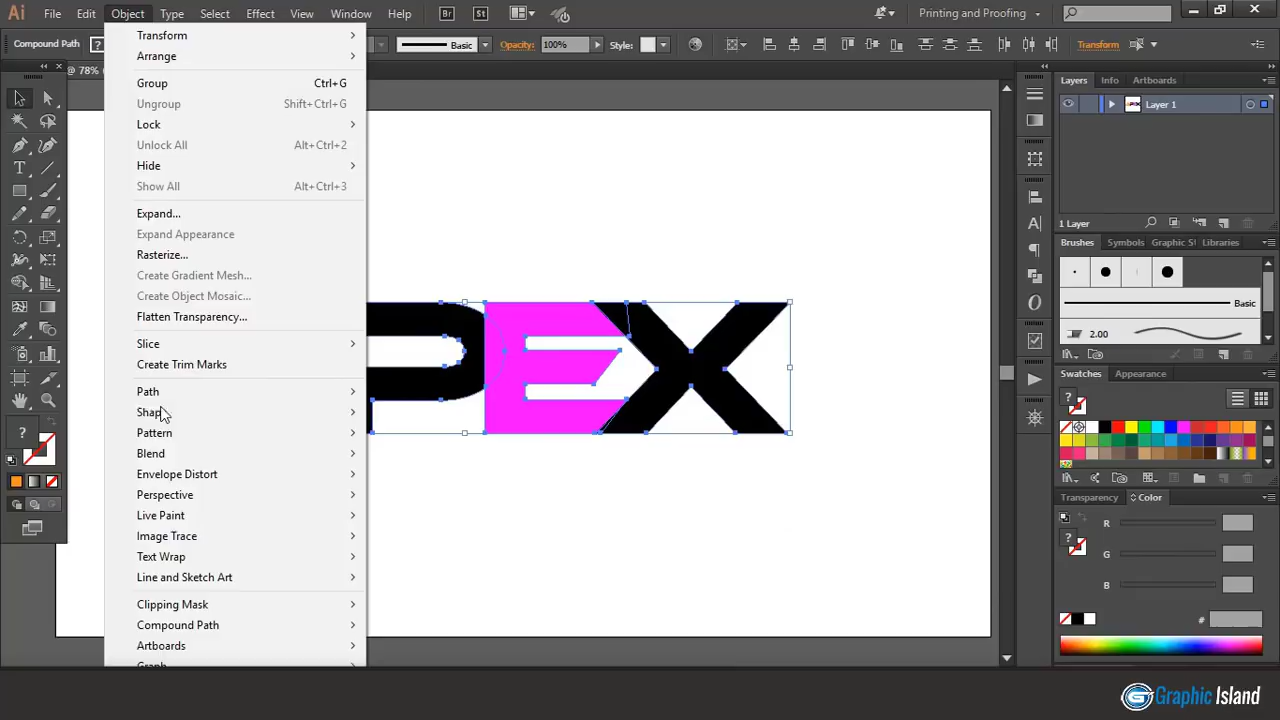 Ai File Edit Object Type Select Effect View Window Help Br St Printing and Proofing
Compound Path ? Basic Opacity: 100% Style: Transform
@ 78%
Transform
Arrange
Group Ctrl+G
Ungroup Shift+Ctrl+G
Lock
Unlock All Alt+Ctrl+2
Hide
Show All Alt+Ctrl+3
Expand...
Expand Appearance
Rasterize...
Create Gradient Mesh...
Create Object Mosaic...
Flatten Transparency...
Slice
Create Trim Marks
Path
Shape
Pattern
Blend
Envelope Distort
Perspective
Live Paint
Image Trace
Text Wrap
Line and Sketch Art
Clipping Mask
Compound Path
Artboards
Graph
PEX
Layers Info Artboards
Layer 1
1 Layer
Brushes Symbols Graphic St Libraries
Basic
2.00
Swatches Appearance
Transparency Color
? R
G
B
#
?
Graphic Island